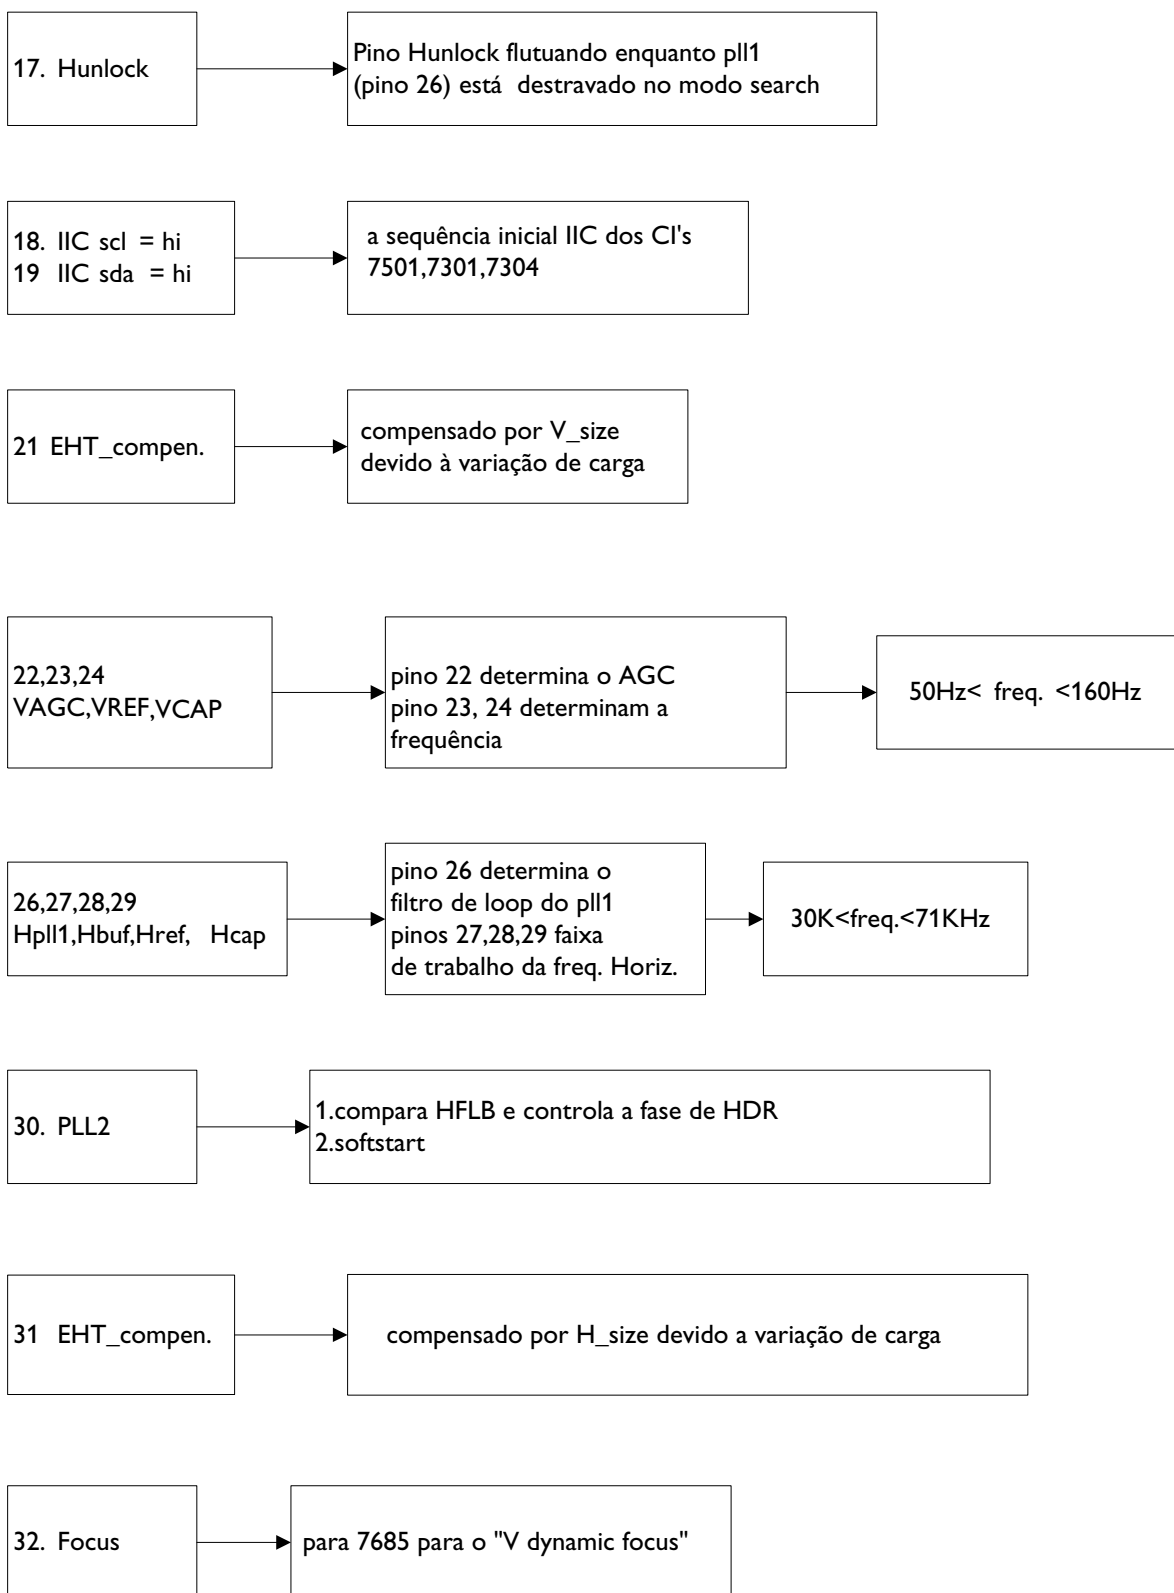 17. Hunlock
Pino Hunlock flutuando enquanto pll1
(pino 26) está destravado no modo search
18. IIC scl = hi
19 IIC sda = hi
a sequência inicial IIC dos CI's
7501,7301,7304
21 EHT_compen.
compensado por V_size
devido à variação de carga
22,23,24
VAGC,VREF,VCAP
pino 22 determina o AGC
pino 23, 24 determinam a
frequência
50Hz< freq. <160Hz
26,27,28,29
Hpll1,Hbuf,Href, Hcap
pino 26 determina o
filtro de loop do pll1
pinos 27,28,29 faixa
de trabalho da freq. Horiz.
30K<freq.<71KHz
30. PLL2
1.compara HFLB e controla a fase de HDR
2.softstart
31 EHT_compen.
compensado por H_size devido a variação de carga
32. Focus
para 7685 para o "V dynamic focus"